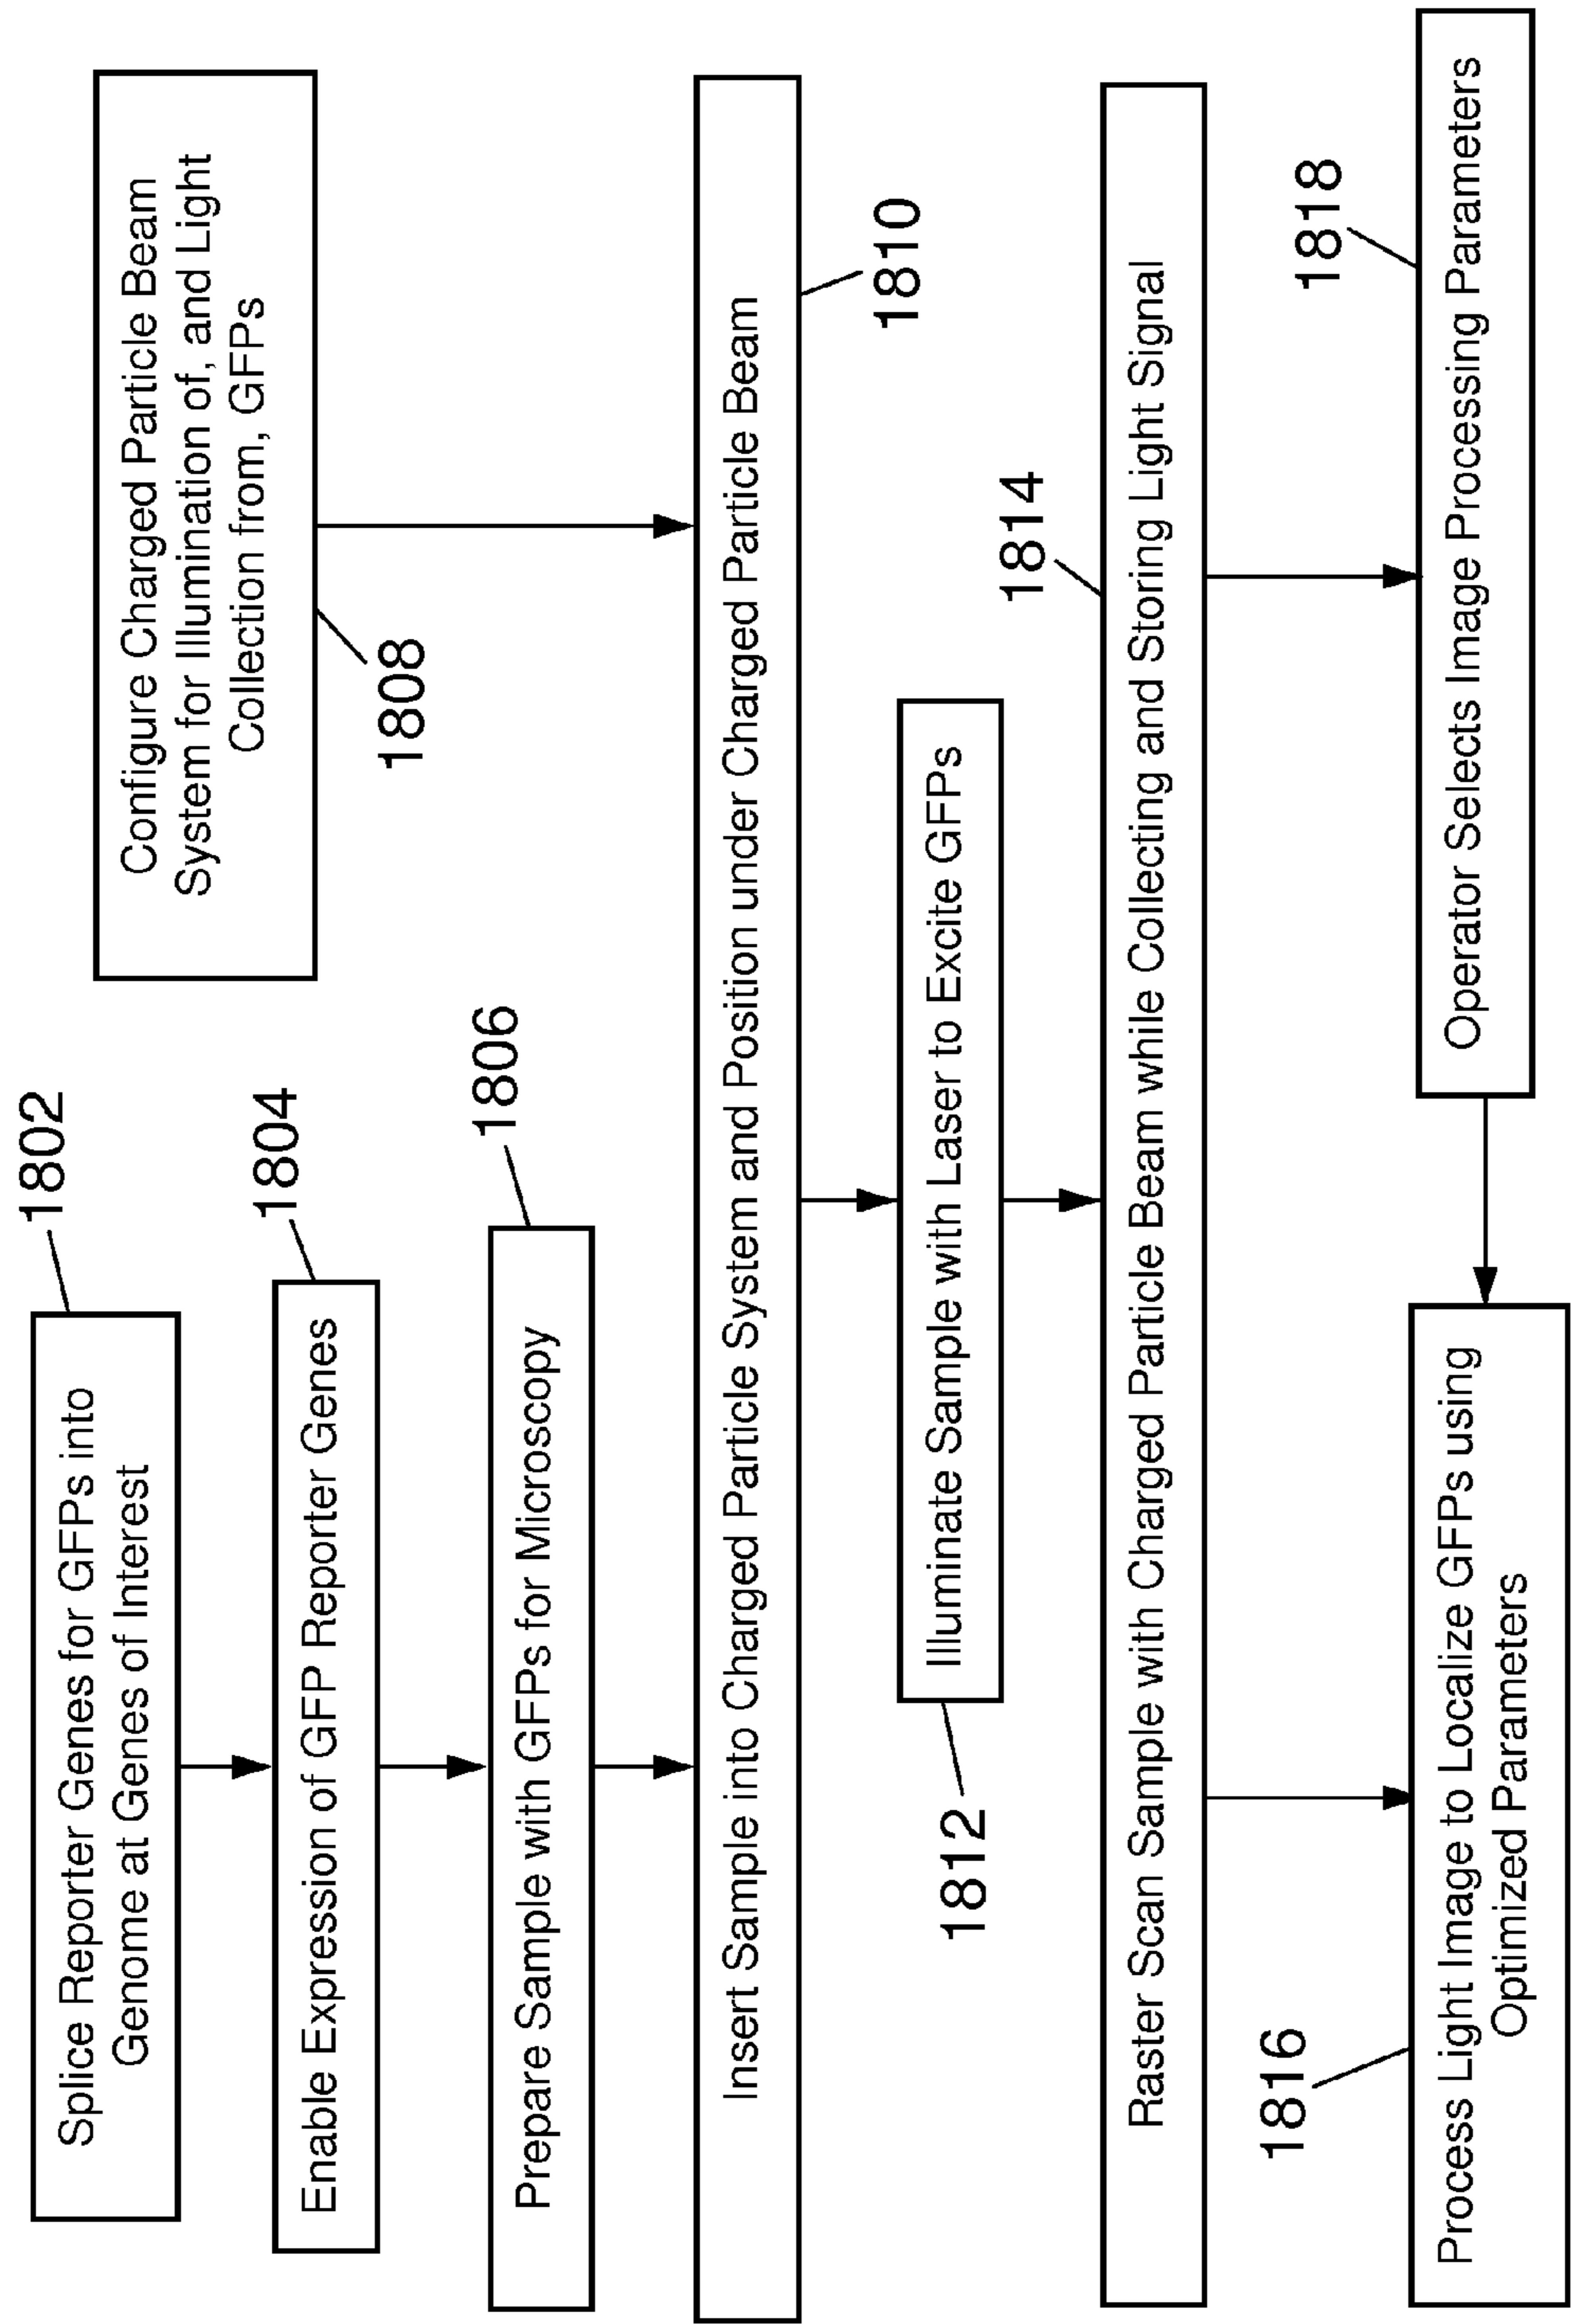 1802
Splice Reporter Genes for GFPs into
Genome at Genes of Interest
1804
Enable Expression of GFP Reporter Genes
1806
Prepare Sample with GFPs for Microscopy
Configure Charged Particle Beam
System for Illumination of, and Light
Collection from, GFPs
1808
Insert Sample into Charged Particle System and Position under Charged Particle Beam
1810
Illuminate Sample with Laser to Excite GFPs
1812
1814
Raster Scan Sample with Charged Particle Beam while Collecting and Storing Light Signal
1816
Process Light Image to Localize GFPs using
Optimized Parameters
1818
Operator Selects Image Processing Parameters